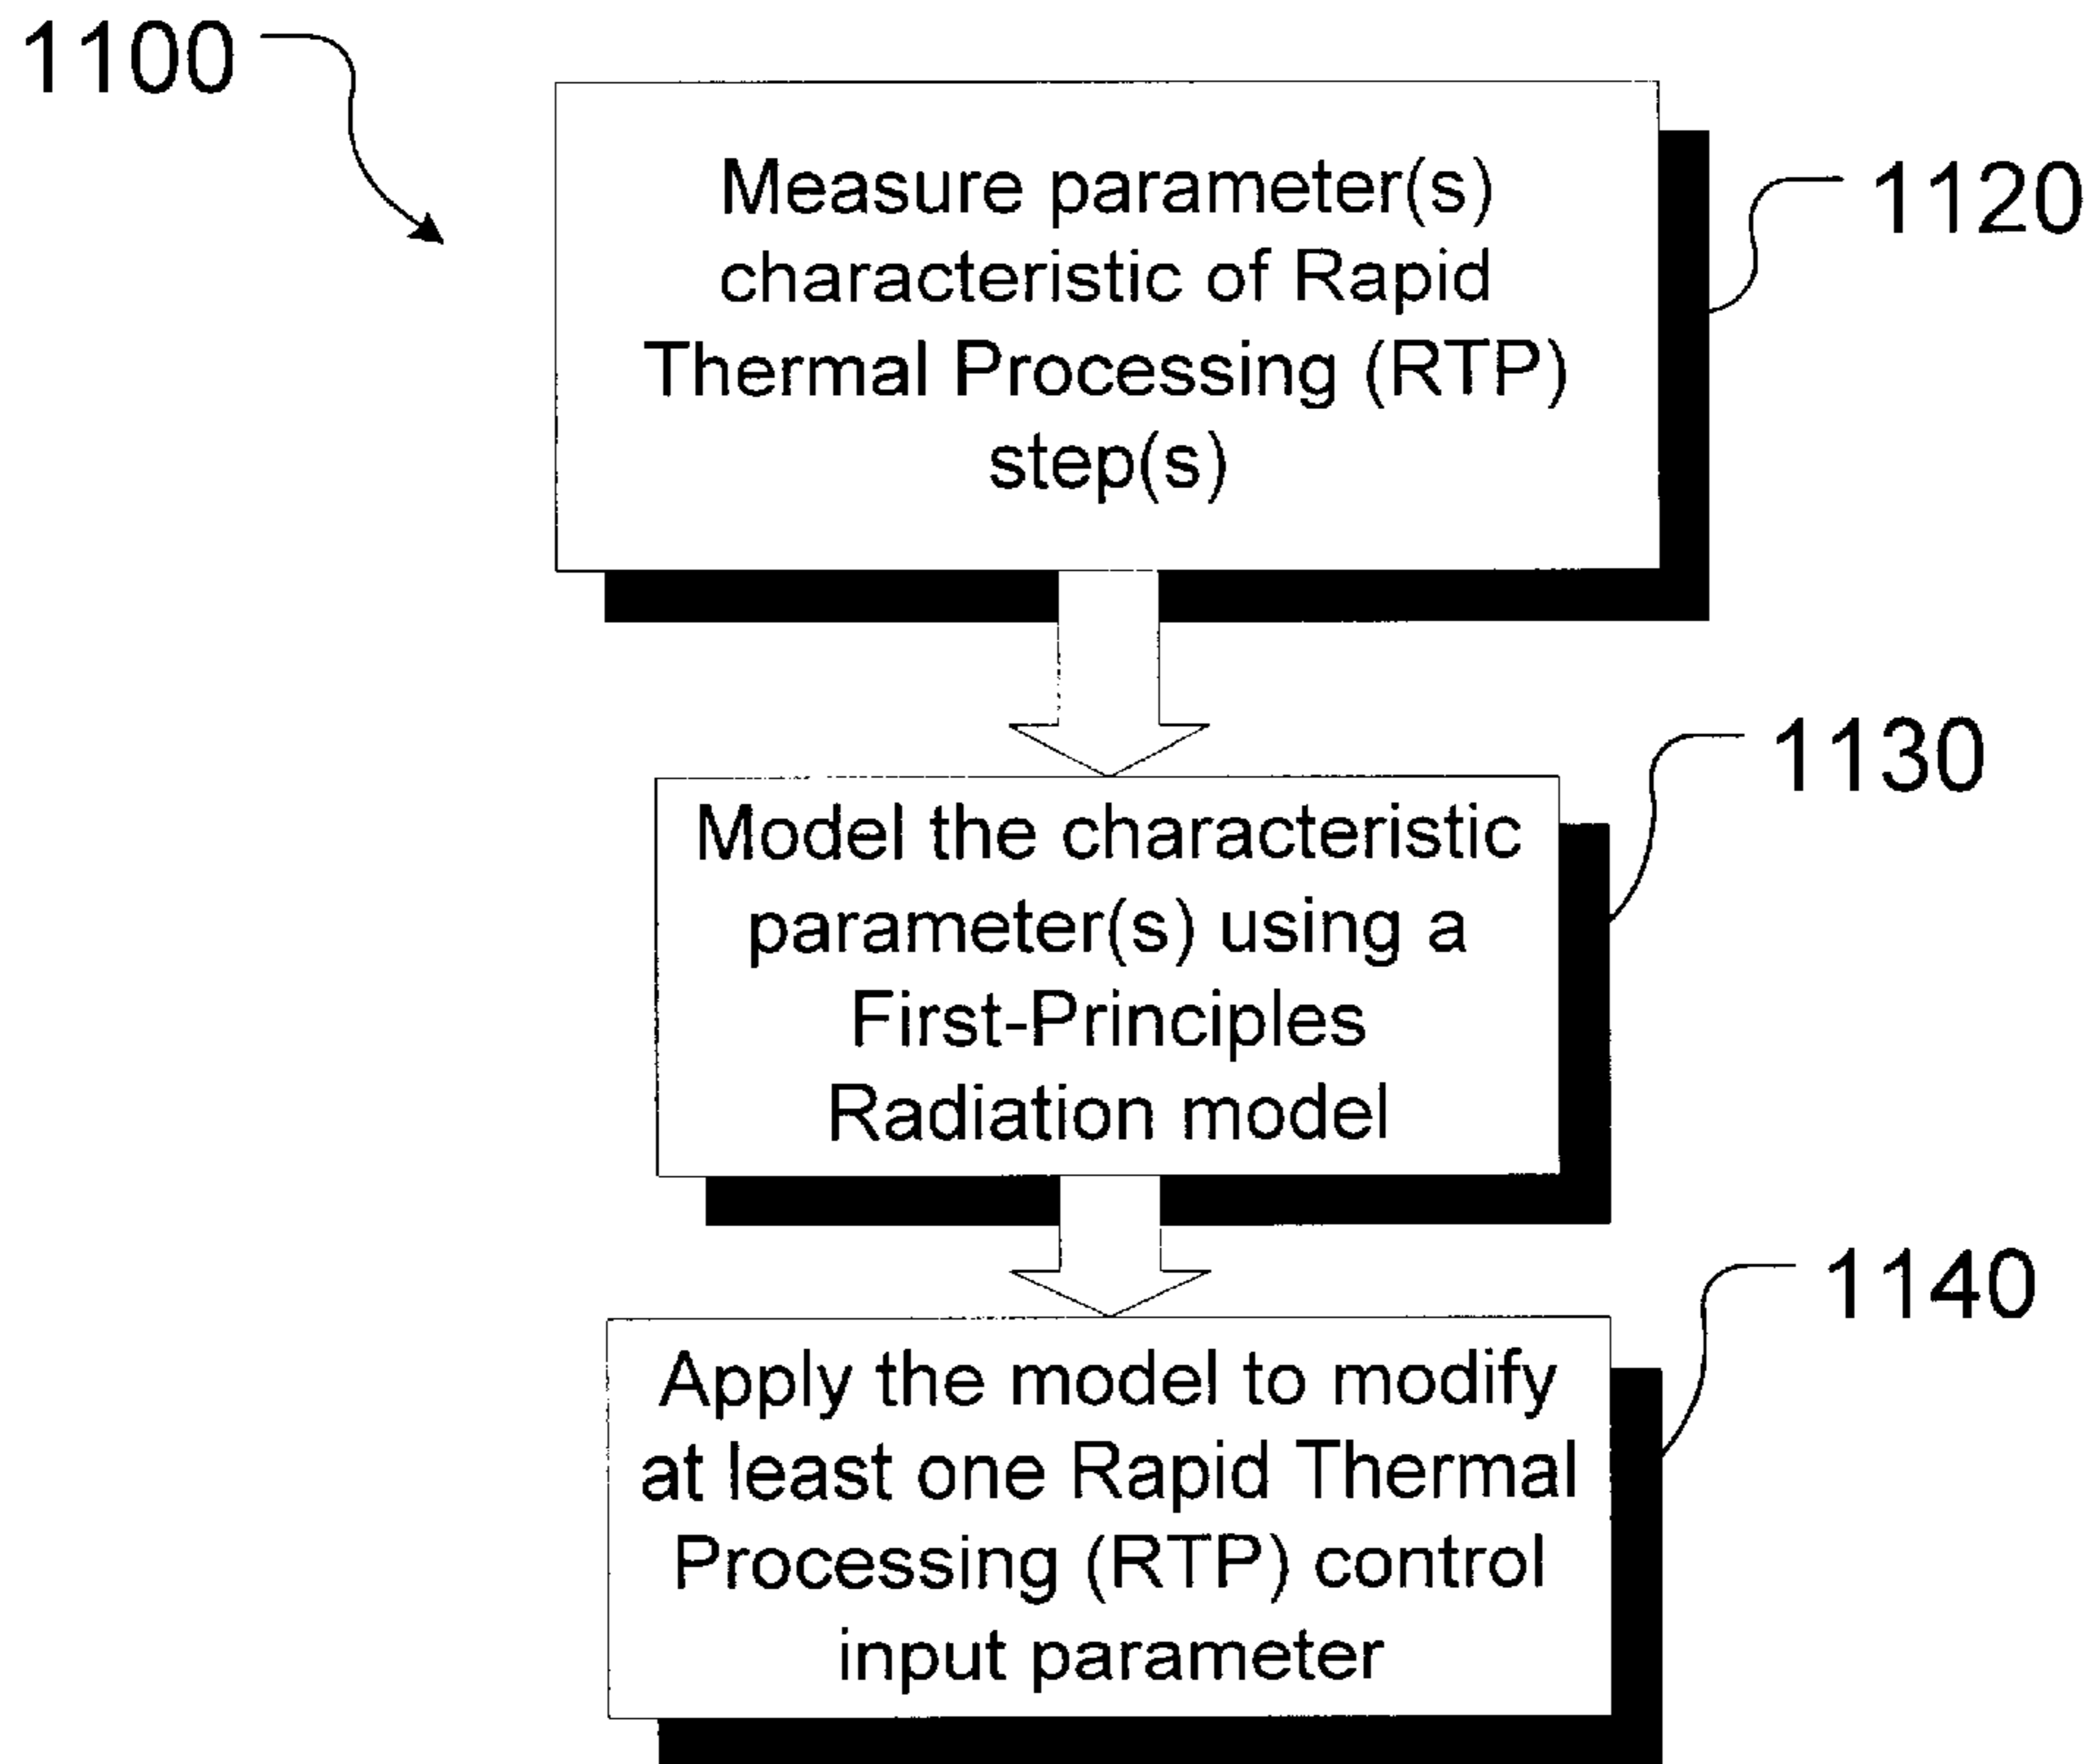 1100
Measure parameter(s)
characteristic of Rapid
Thermal Processing (RTP)
step(s)
1120
Model the characteristic
parameter(s) using a
First-Principles
Radiation model
1130
Apply the model to modify
at least one Rapid Thermal
Processing (RTP) control
input parameter
1140